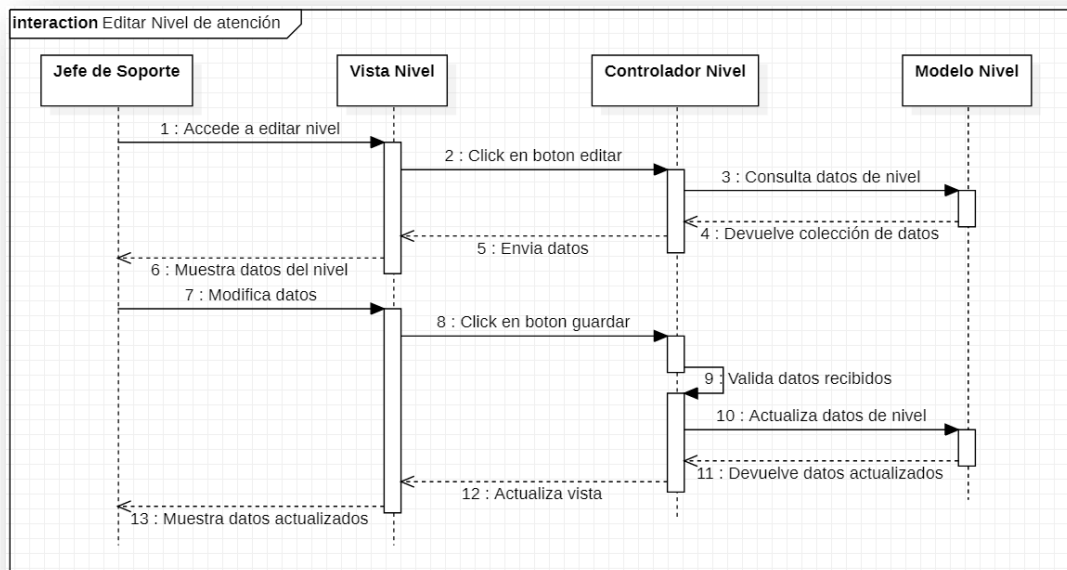 interaction Editar Nivel de atención
Jefe de Soporte
Vista Nivel
Controlador Nivel
Modelo Nivel
1 : Accede a editar nivel
2 : Click en boton editar
3 : Consulta datos de nivel
4 : Devuelve colección de datos
5 : Envia datos
6 : Muestra datos del nivel
7 : Modifica datos
8 : Click en boton guardar
9 : Valida datos recibidos
10 : Actualiza datos de nivel
11 : Devuelve datos actualizados
12 : Actualiza vista
13 : Muestra datos actualizados